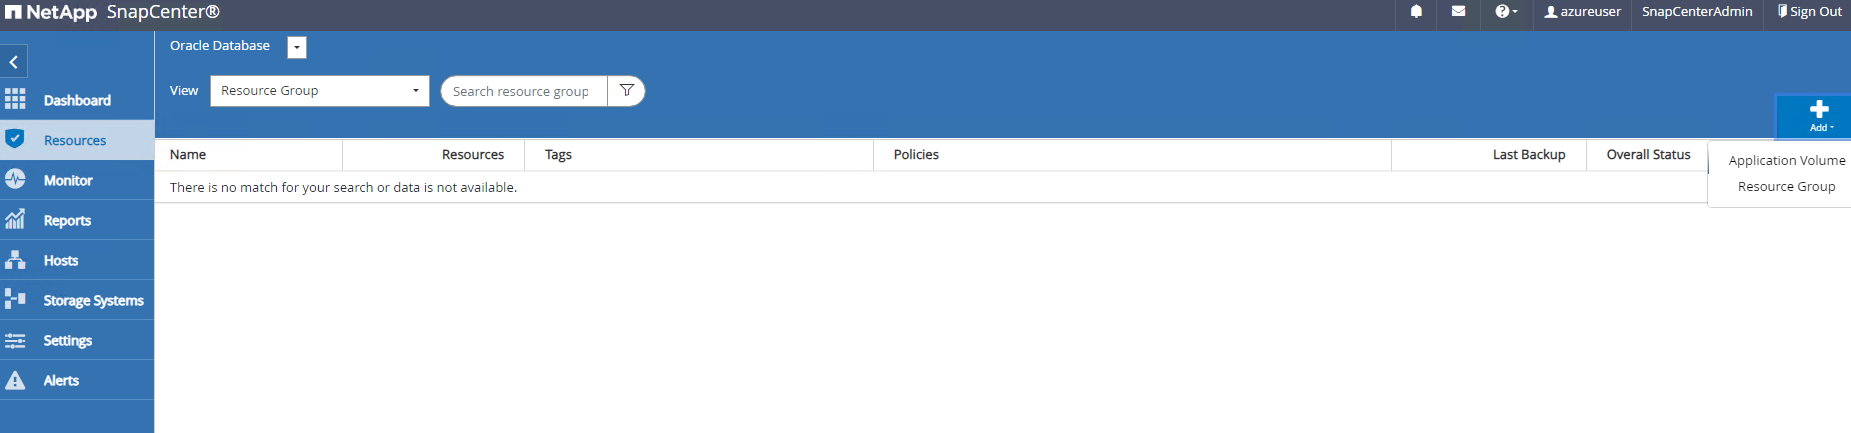 NetApp SnapCenter®
azureuser SnapCenterAdmin Sign Out
Oracle Database
View Resource Group Search resource group
Add
Application Volume
Resource Group
Dashboard
Resources
Monitor
Reports
Hosts
Storage Systems
Settings
Alerts
Name Resources Tags Policies Last Backup Overall Status
There is no match for your search or data is not available.